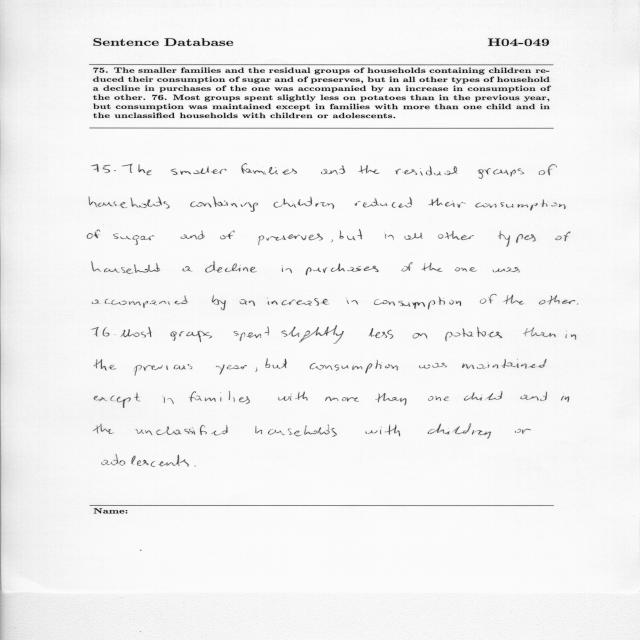 Sentence Database H04-049
75. The smaller families and the residual groups of households containing children re-
duced their consumption of sugar and of preserves, but in all other types of household
a decline in purchases of the one was accompanied by an increase in consumption of
the other. 76. Most groups spent slightly less on potatoes than in the previous year,
but consumption was maintained except in families with more than one child and in
the unclassified households with children or adolescents.
75. The smaller families and the residual groups of
households containing children reduced their consumption
of sugar and of preserves, but in all other types of
household a decline in purchases of the one was
accompanied by an increase in consumption of the other.
76. Most groups spent slightly less on potatoes than in
the previous year, but consumption was maintained
except in families with more than one child and in
the unclassified households with children or
adolescents.
Name: